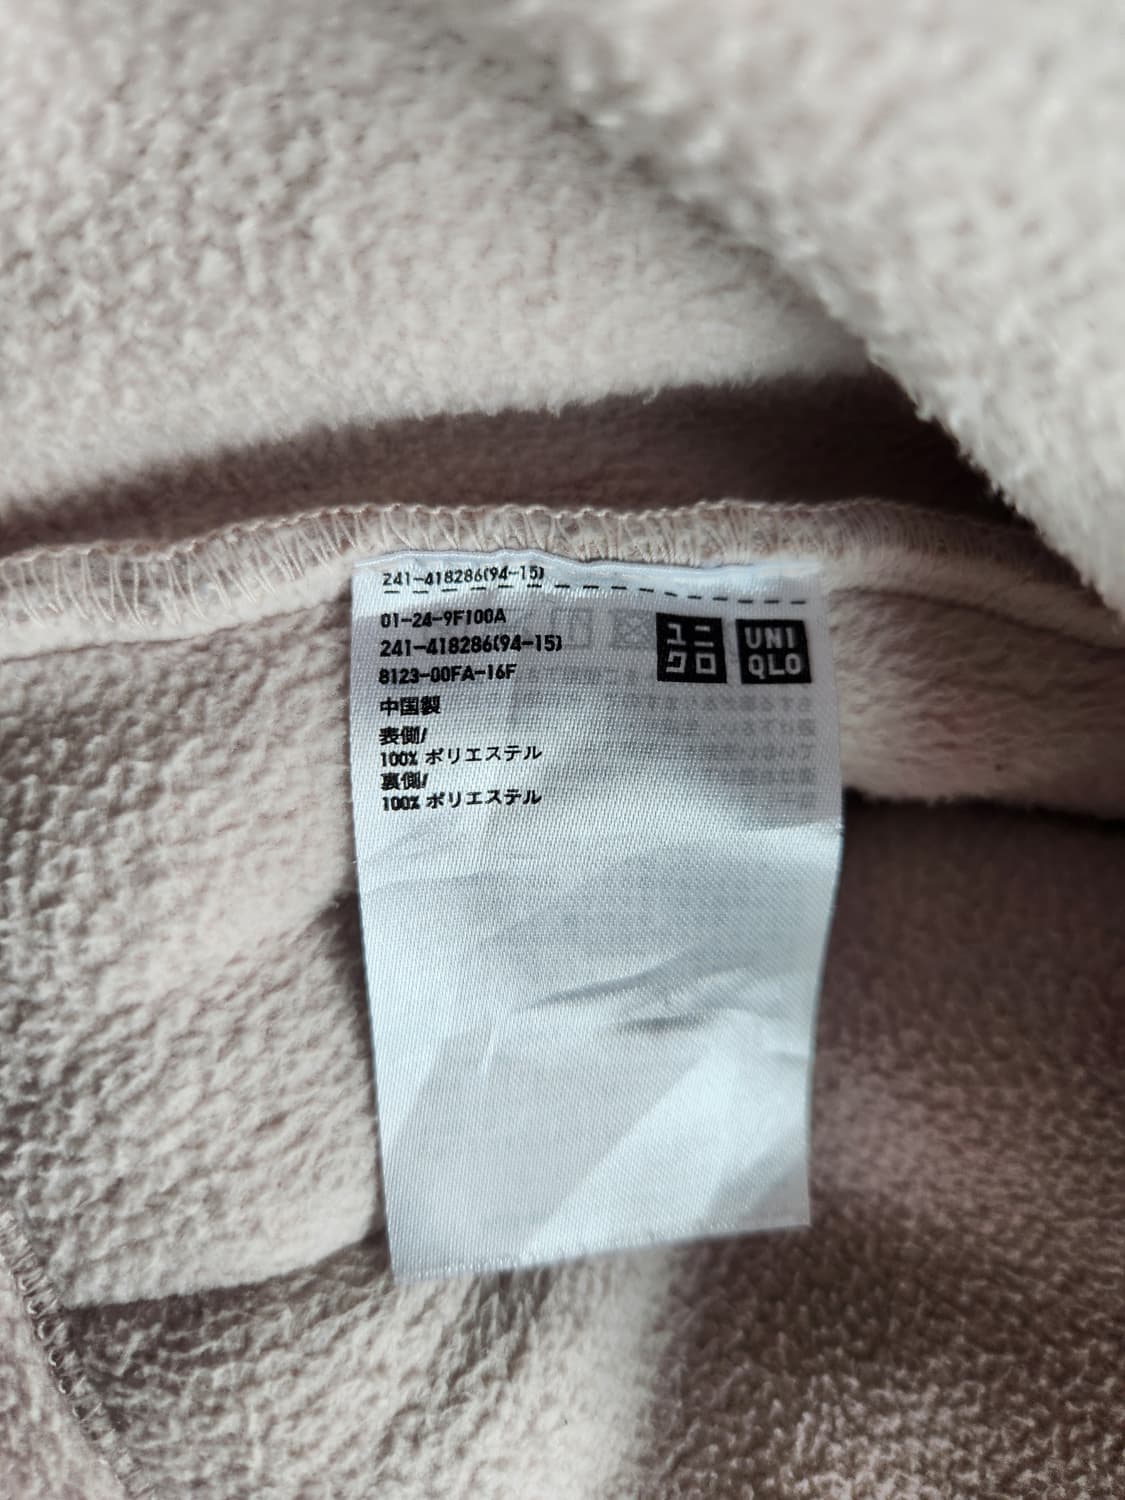 241-418286(94-15)
01-24-9F100A
241-418286(94-15)
8123-00FA-16F
中国製
表側/
100% ポリエステル
裏側/
100% ポリエステル
ユニ
クロ
UNI
QLO